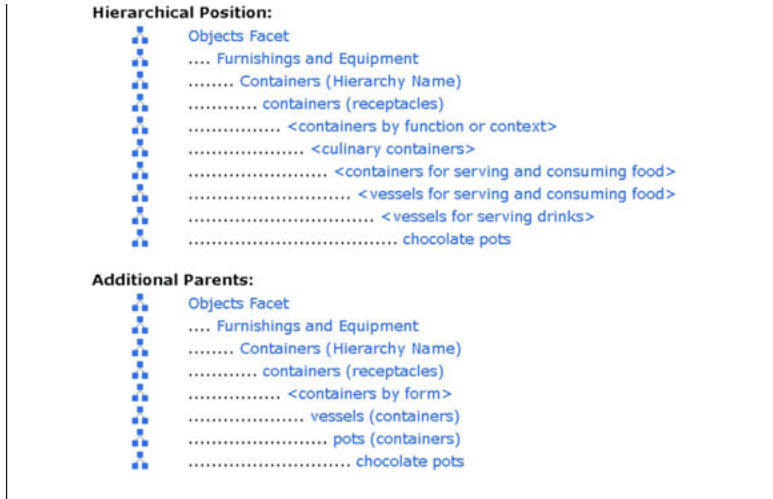 Hierarchical Position:
Objects Facet
.... Furnishings and Equipment
........ Containers (Hierarchy Name)
............ containers (receptacles)
................ <containers by function or context>
.................... <culinary containers>
........................ <containers for serving and consuming food>
............................ <vessels for serving and consuming food>
................................ <vessels for serving drinks>
.................................... chocolate pots
Additional Parents:
Objects Facet
.... Furnishings and Equipment
........ Containers (Hierarchy Name)
............ containers (receptacles)
................ <containers by form>
.................... vessels (containers)
........................ pots (containers)
............................ chocolate pots